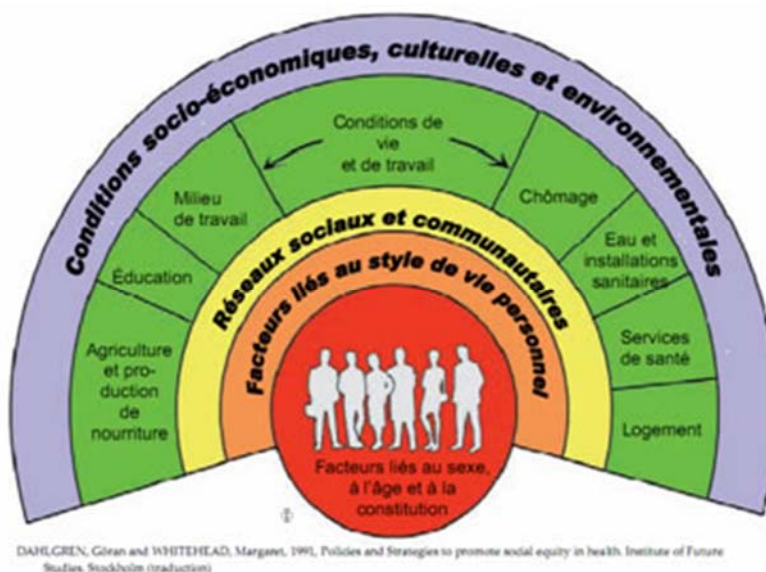 Conditions socio-économiques, culturelles et environnementales
Conditions de
vie
et de travail
Milieu
de travail
Éducation
Agriculture
et pro-
duction
de
nourriture
Chômage
Eau et
installations
sanitaires
Services
de santé
Logement
Réseaux sociaux et communautaires
Facteurs liés au style de vie personnel
Facteurs liés au sexe,
à l'âge et à la
constitution
DAHLGREN, Göran and WHITEHEAD, Margaret, 1991, Policies and Strategies to promote social equity in health. Institute of Future
Studies. Stockholm (traduction)